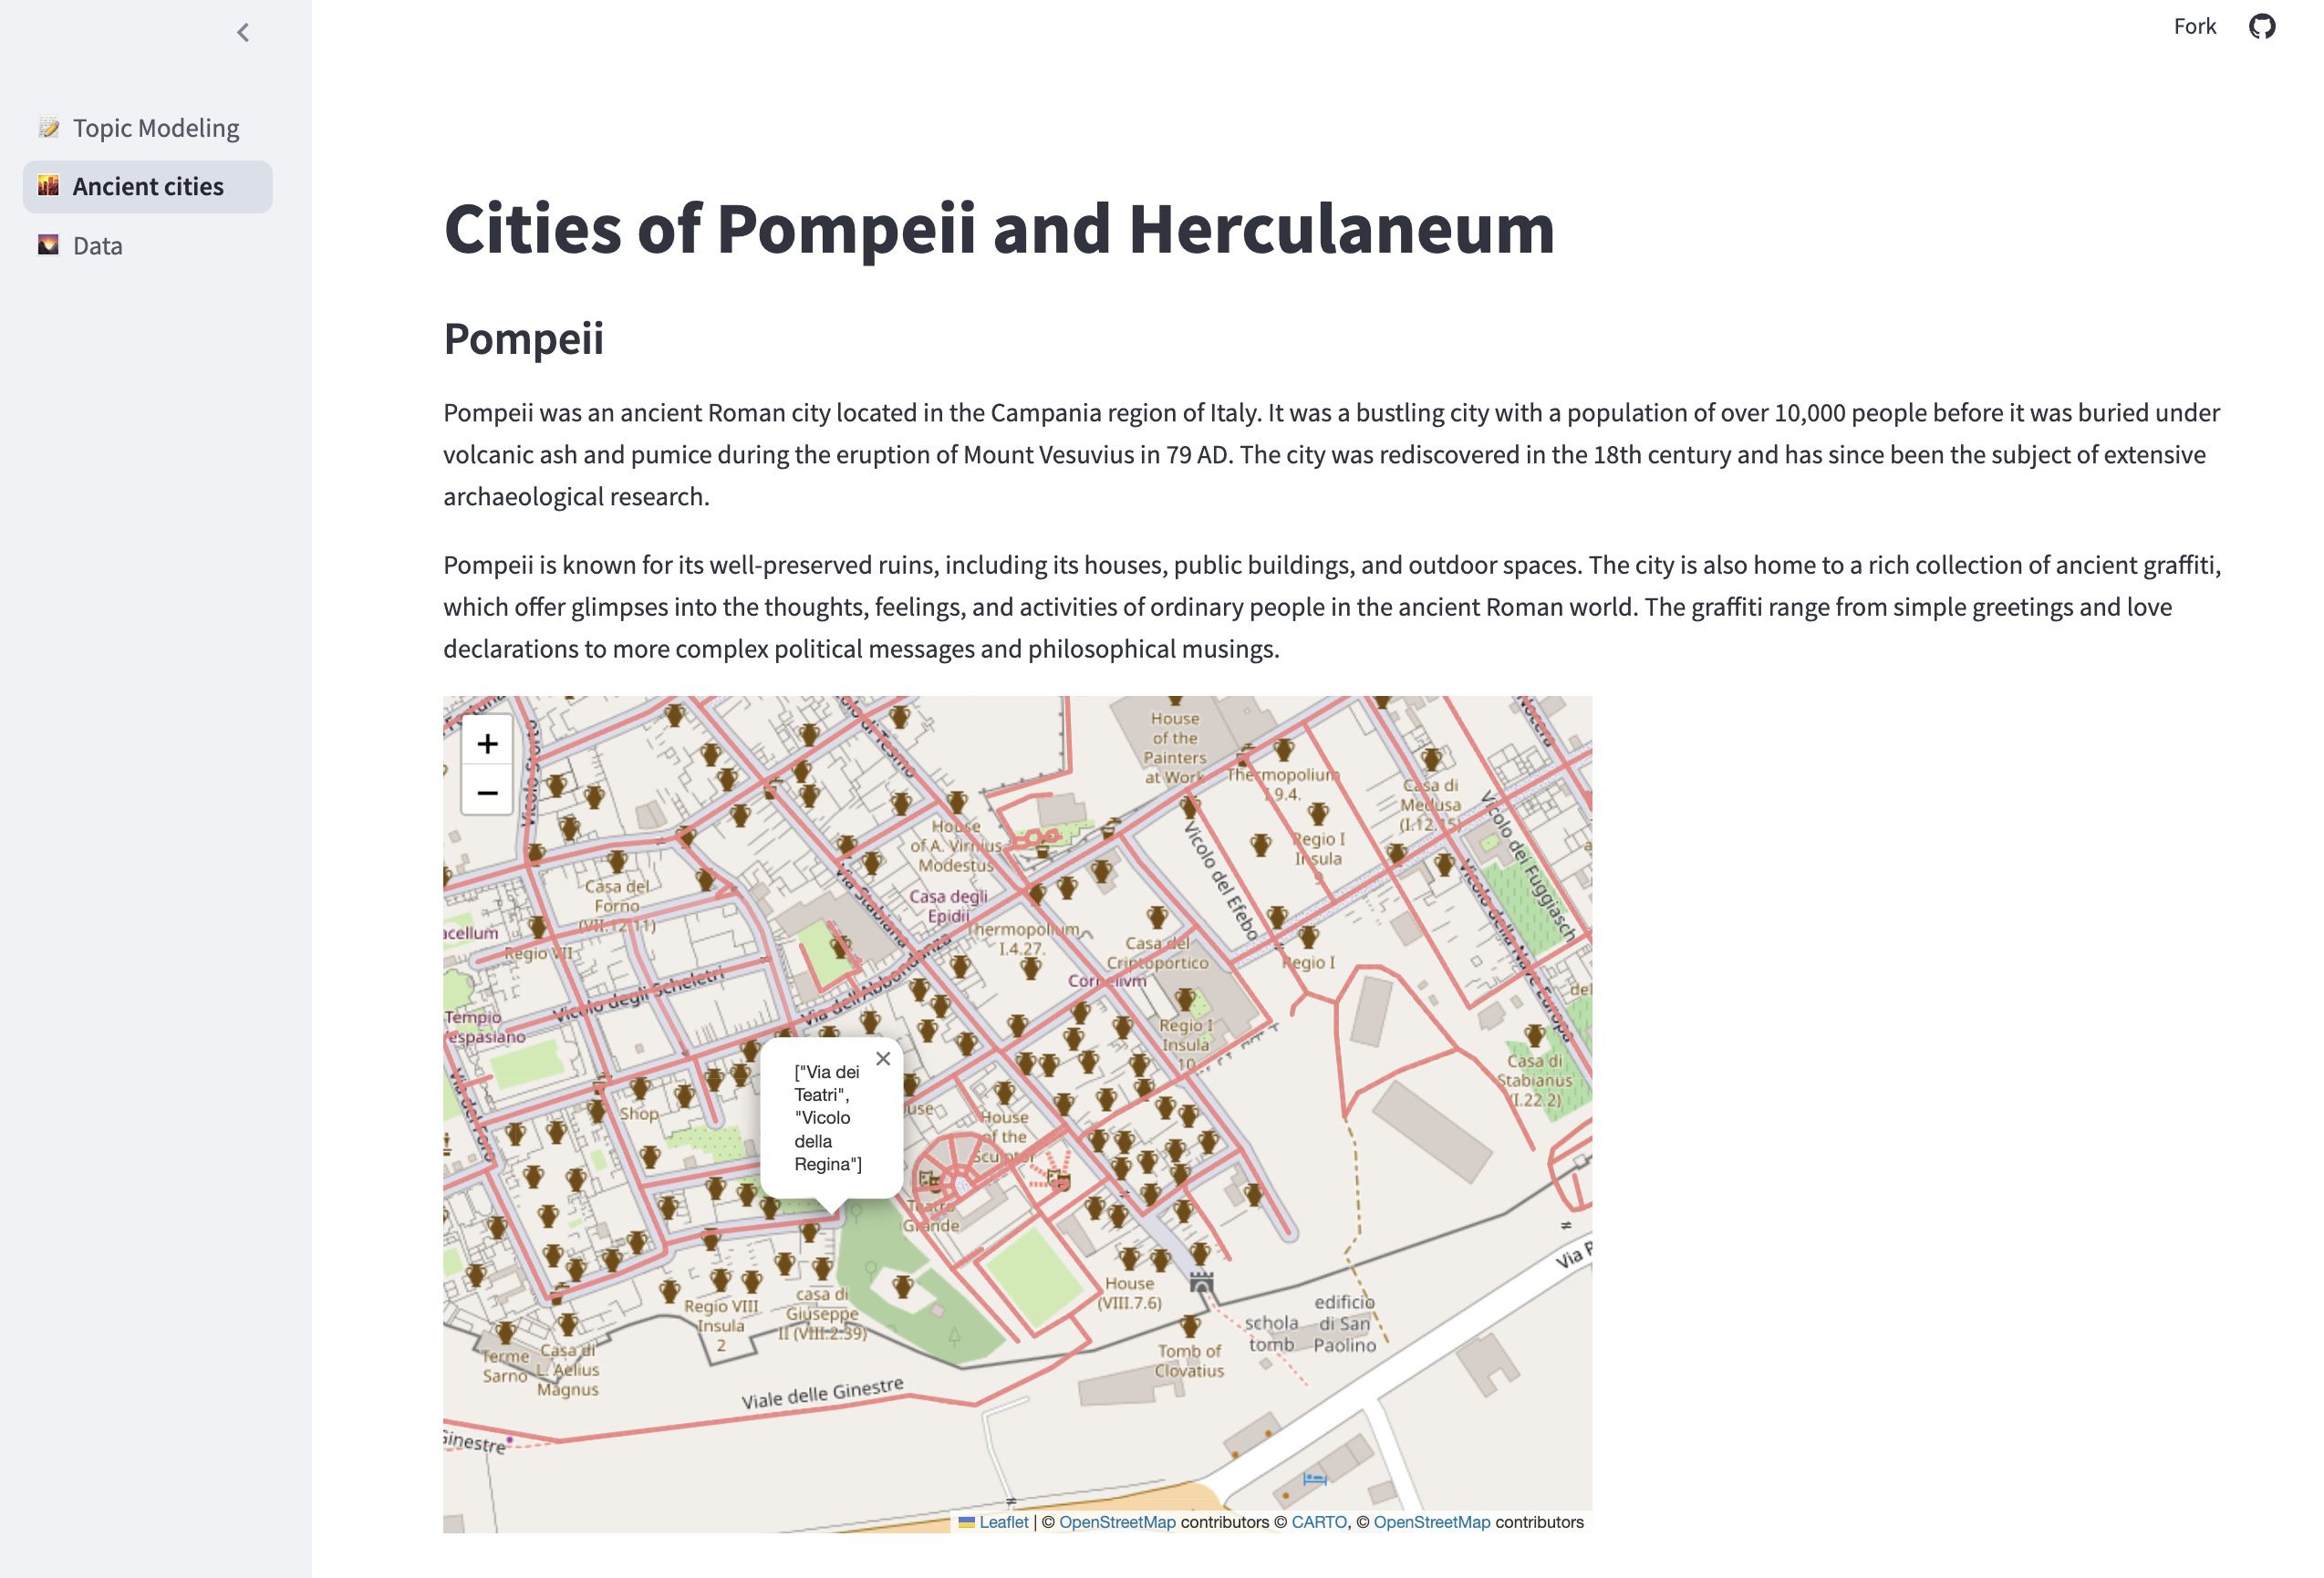 Fork
Topic Modeling
Ancient cities
Data
Cities of Pompeii and Herculaneum
Pompeii
Pompeii was an ancient Roman city located in the Campania region of Italy. It was a bustling city with a population of over 10,000 people before it was buried under
volcanic ash and pumice during the eruption of Mount Vesuvius in 79 AD. The city was rediscovered in the 18th century and has since been the subject of extensive
archaeological research.
Pompeii is known for its well-preserved ruins, including its houses, public buildings, and outdoor spaces. The city is also home to a rich collection of ancient graffiti,
which offer glimpses into the thoughts, feelings, and activities of ordinary people in the ancient Roman world. The graffiti range from simple greetings and love
declarations to more complex political messages and philosophical musings.
+
−
House
of the
Painters
at Work
Thermopolium
I.9.4.
Casa di
Medusa
(I.12.15)
Vicolo dei Fuggiasch
Vicolo del Efebo
Regio I
Insula
9
House
of A. Virnius
Modestus
Casa del
Forno
(VII.12.11)
Via Stabiana
Casa degli
Epidii
Thermopolium
I.4.27.
Casa del
Criptoportico
Cornelivm
Regio I
Vicolo della Nave Europa
acellum
Regio VII
Vicolo degli Scheletri
Via dell'Abbondanza
Tempio
espasiano
Regio I
Insula
10
Casa di
Stabianus
(I.22.2)
["Via dei
Teatri",
"Vicolo
della
Regina"]
×
Shop
use
House
of the
Sculptor
Teatro
Grande
Regio VIII
Insula
2
casa di
Giuseppe
II (VIII.2.39)
House
(VIII.7.6)
schola
tomb
edificio
di San
Paolino
Tomb of
Clovatius
Terme
Sarno
Casa di
L. Aelius
Magnus
Viale delle Ginestre
Ginestre
Leaflet | © OpenStreetMap contributors © CARTO, © OpenStreetMap contributors